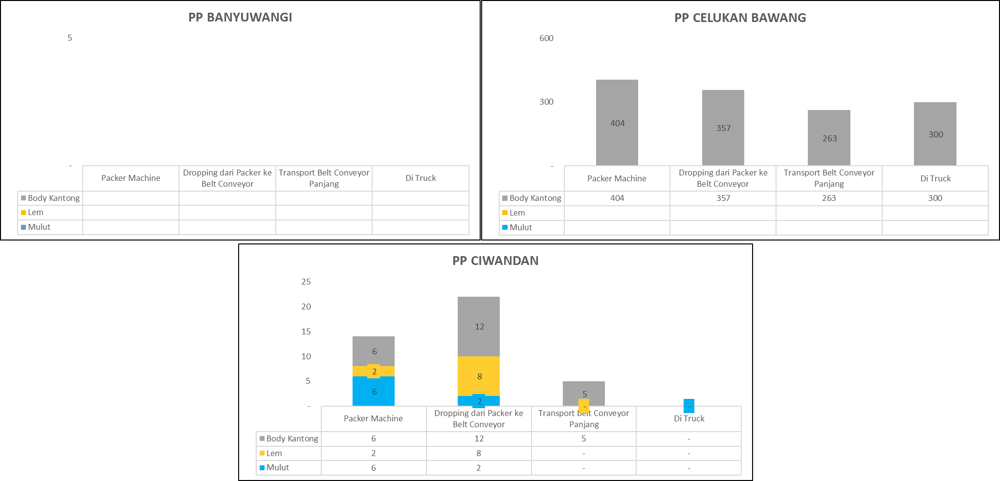 PP BANYUWANGI
5
-
Packer Machine
Dropping dari Packer ke
Belt Conveyor
Transport Belt Conveyor
Panjang
Di Truck
Body Kantong
Lem
Mulut
PP CELUKAN BAWANG
600
300
-
404
357
263
300
Packer Machine
Dropping dari Packer ke
Belt Conveyor
Transport Belt Conveyor
Panjang
Di Truck
Body Kantong 404 357 263 300
Lem
Mulut
PP CIWANDAN
25
20
15
10
5
-
6
2
6
12
8
2
5
-
-
Packer Machine
Dropping dari Packer ke
Belt Conveyor
Transport Belt Conveyor
Panjang
Di Truck
Body Kantong 6 12 5 -
Lem 2 8 - -
Mulut 6 2 - -